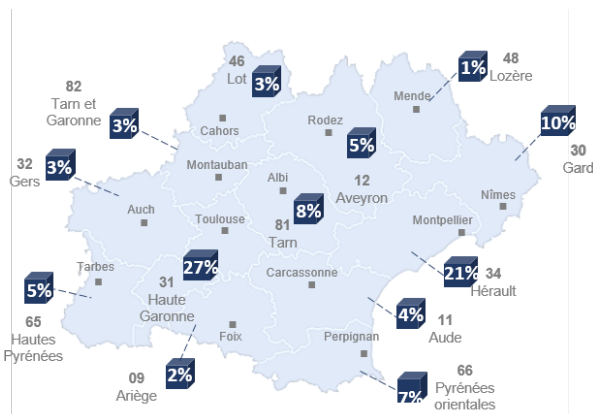 46
Lot
3%
48
Lozère
1%
82
Tarn et
Garonne
3%
Mende
Cahors
Rodez
5%
10%
30
Gard
32
Gers
3%
Montauban
Albi
12
Aveyron
Nîmes
Auch
Toulouse
8%
81
Tarn
Montpellier
Tarbes
27%
31
Haute
Garonne
Carcassonne
21%
34
Hérault
5%
65
Hautes
Pyrénées
4%
11
Aude
Foix
Perpignan
09
Ariège
2%
66
Pyrénées
orientales
7%